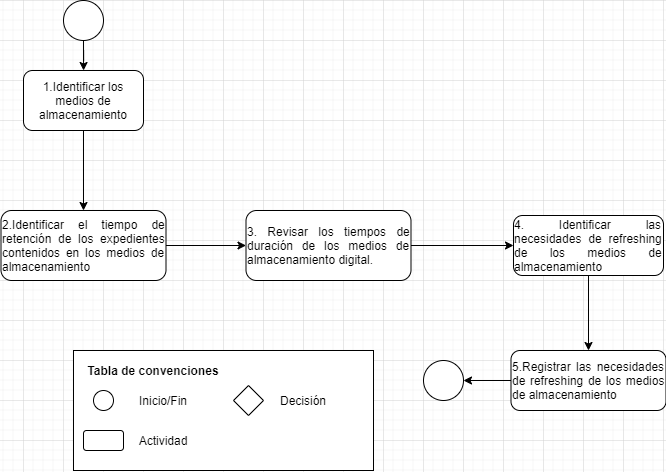 1.Identificar los
medios de
almacenamiento
2.Identificar el tiempo de
retención de los expedientes
contenidos en los medios de
almacenamiento
3. Revisar los tiempos de
duración de los medios de
almacenamiento digital.
4. Identificar las
necesidades de refreshing
de los medios de
almacenamiento
5.Registrar las necesidades
de refreshing de los medios
de almacenamiento
Tabla de convenciones
Inicio/Fin
Decisión
Actividad